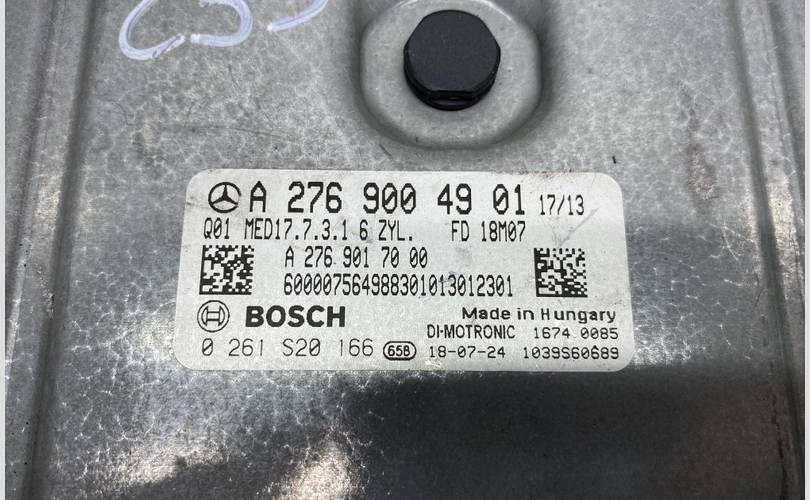 A 276 900 49 01 17/13
Q01 MED17.7.3.1 6 ZYL. FD 18M07
A 276 901 70 00
600007564988301013012301
BOSCH
Made in Hungary
DI-MOTRONIC 1674 0085
0 261 S20 166 658 18-07-24 1039S60689